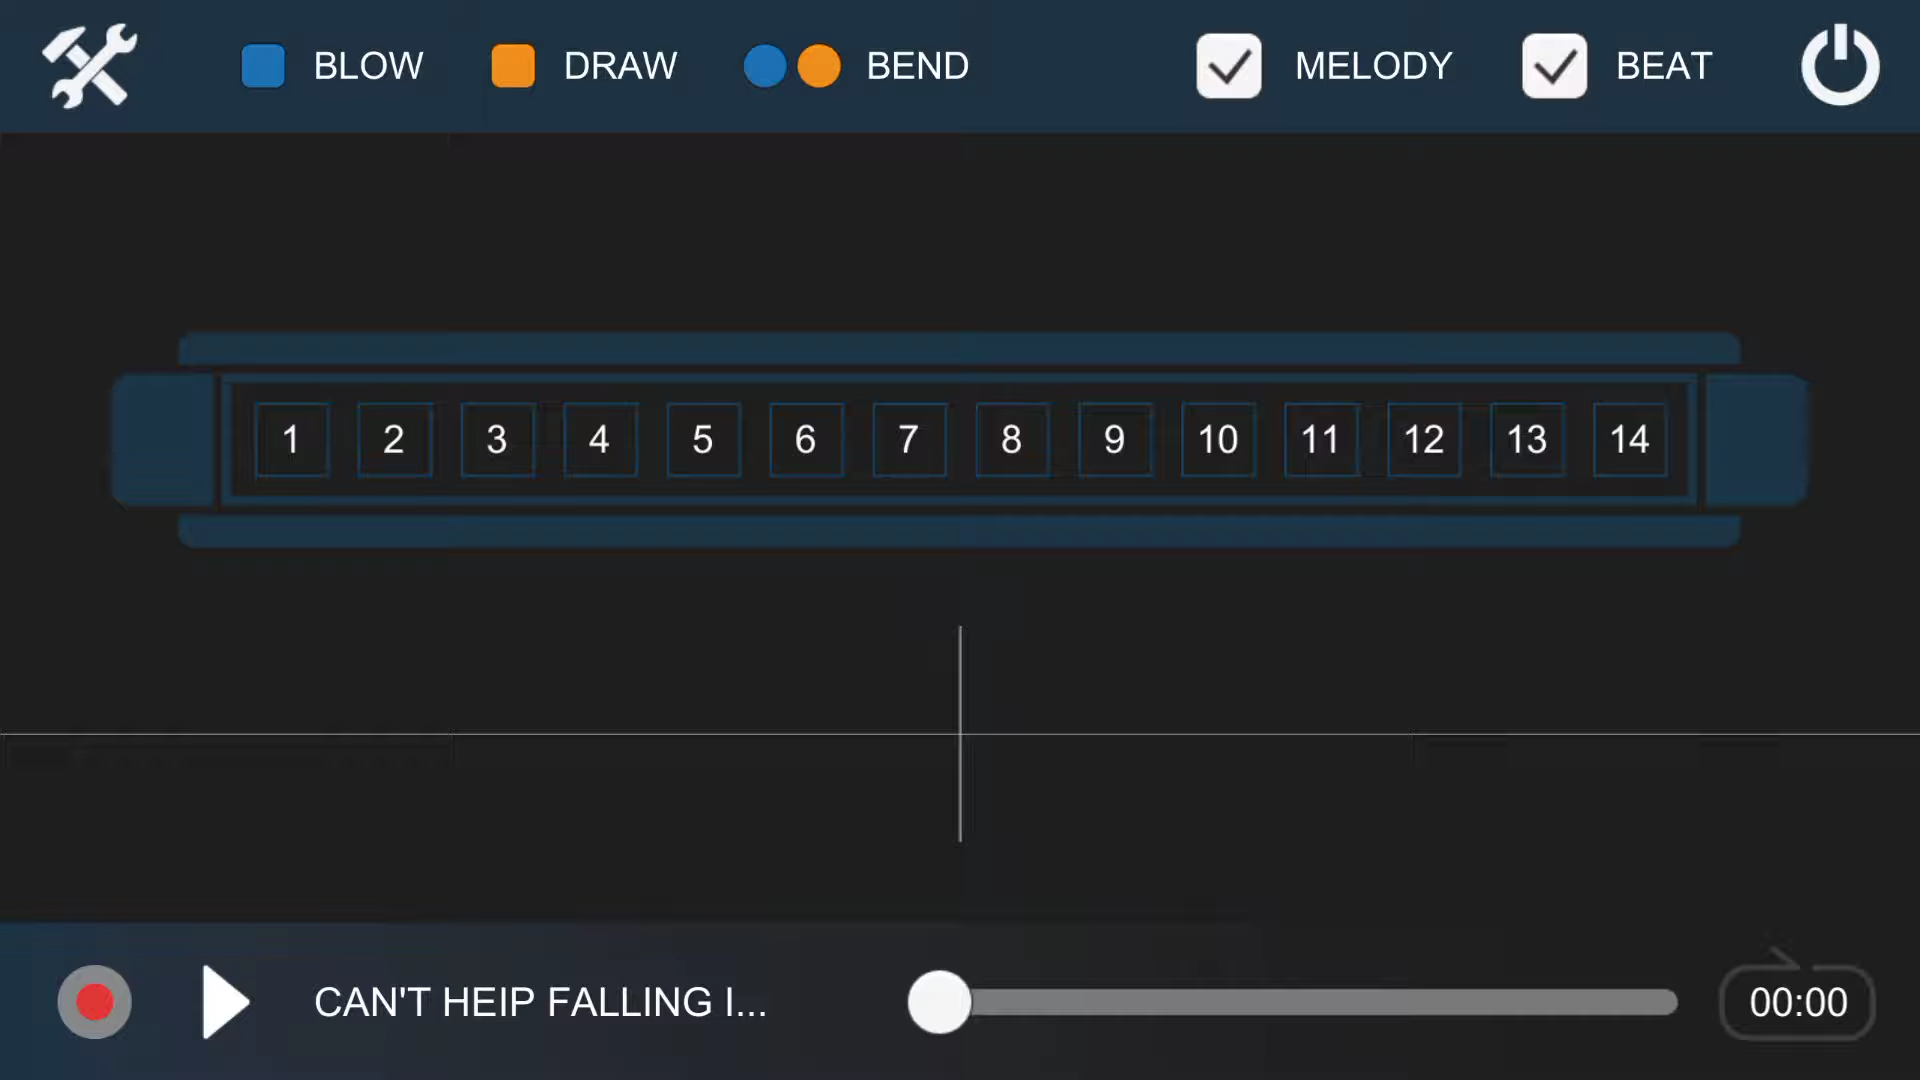 BLOW DRAW BEND MELODY BEAT
1 2 3 4 5 6 7 8 9 10 11 12 13 14
CAN'T HEIP FALLING I... 00:00